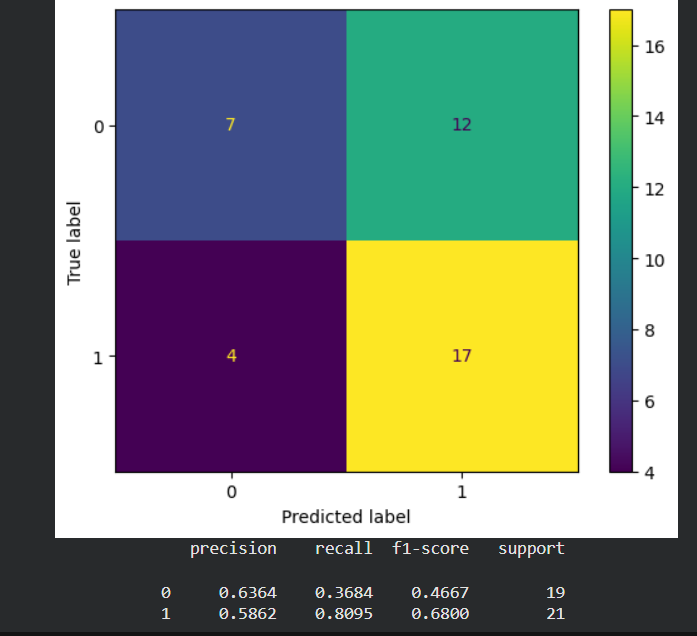 16
14
7 12
0
12
True label
10
8
4 17
1
6
4
0 1
Predicted label
precision recall f1-score support
0 0.6364 0.3684 0.4667 19
1 0.5862 0.8095 0.6800 21